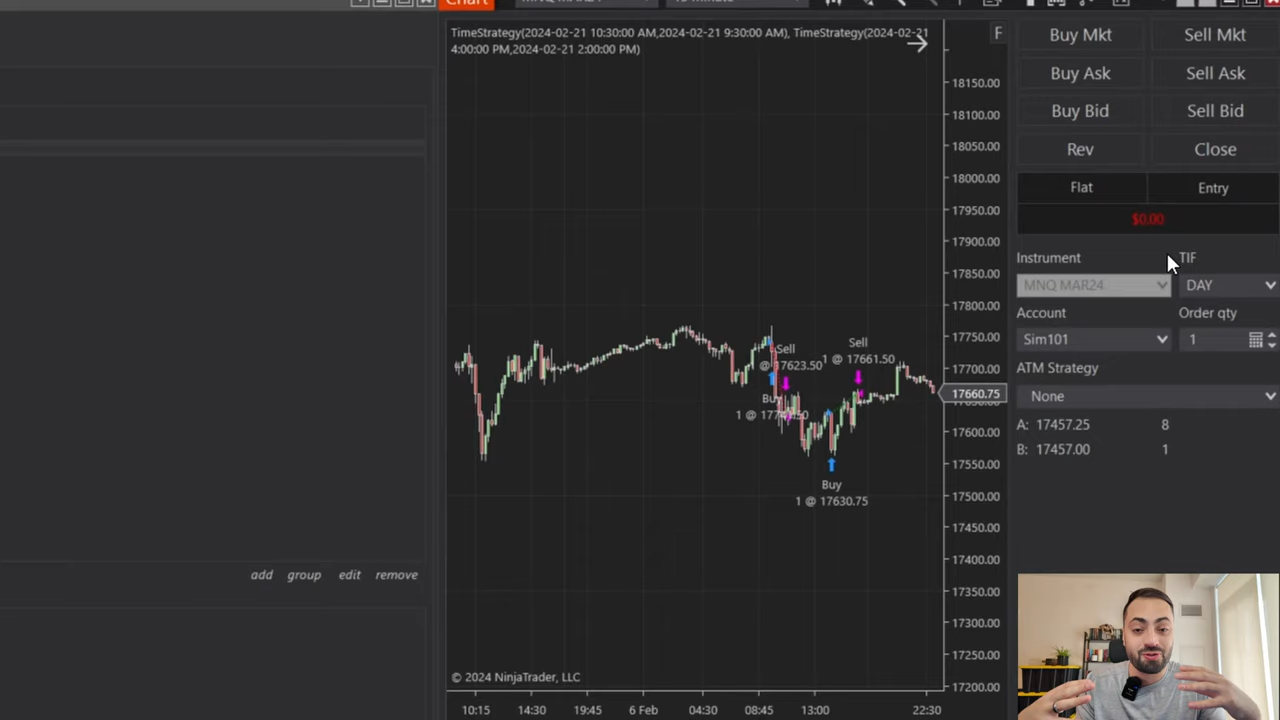 Chart
TimeStrategy(2024-02-21 10:30:00 AM,2024-02-21 9:30:00 AM), TimeStrategy(2024-02-21
4:00:00 PM,2024-02-21 2:00:00 PM)
F
18150.00
18100.00
18050.00
18000.00
17950.00
17900.00
17850.00
17800.00
17750.00
17700.00
17660.75
17600.00
17550.00
17500.00
17450.00
17400.00
17350.00
17300.00
17250.00
17200.00
Sell
@ 17623.50
Sell
1 @ 17661.50
Buy
Buy
1 @ 17630.75
© 2024 NinjaTrader, LLC
10:15
14:30
19:45
6 Feb
04:30
08:45
13:00
22:30
add
group
edit
remove
Buy Mkt
Sell Mkt
Buy Ask
Sell Ask
Buy Bid
Sell Bid
Rev
Close
Flat
Entry
$0.00
Instrument
TIF
MNQ MAR24
DAY
Account
Order qty
Sim101
1
ATM Strategy
None
A: 17457.25 8
B: 17457.00 1